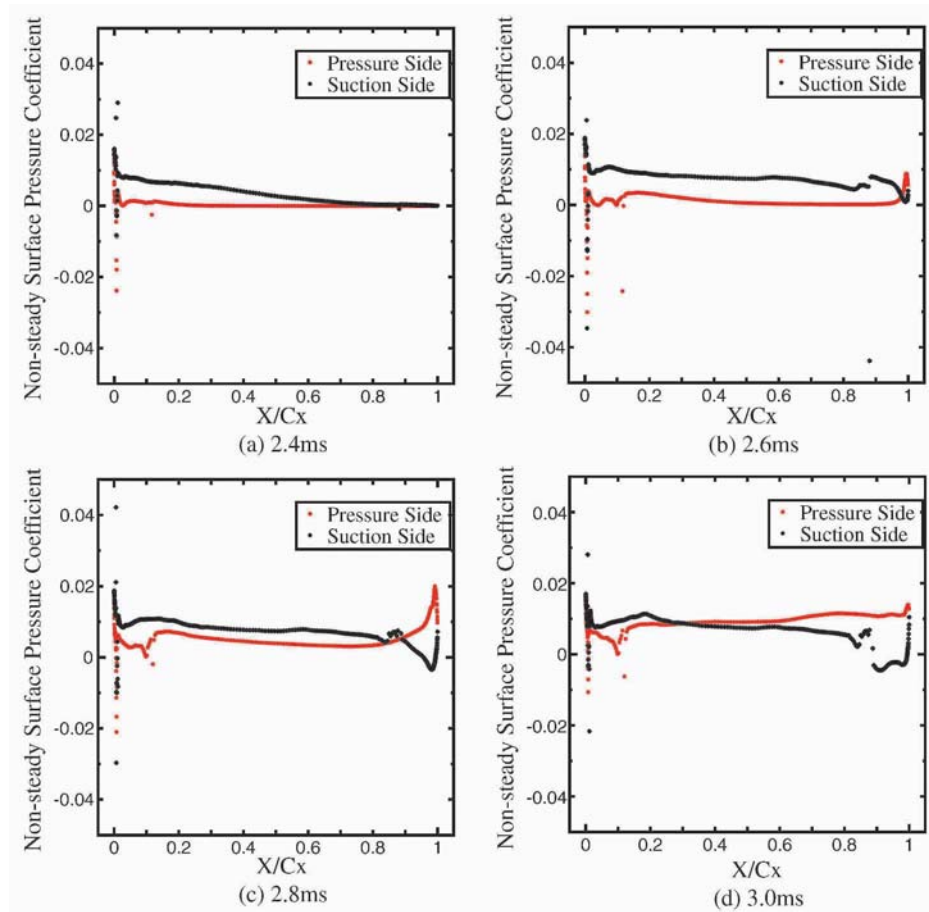 Non-steady Surface Pressure Coefficient
0.04
0.02
0
-0.02
-0.04
Pressure Side
Suction Side
0 0.2 0.4 0.6 0.8 1
X/Cx
(a) 2.4ms
Non-steady Surface Pressure Coefficient
0.04
0.02
0
-0.02
-0.04
Pressure Side
Suction Side
0 0.2 0.4 0.6 0.8 1
X/Cx
(b) 2.6ms
Non-steady Surface Pressure Coefficient
0.04
0.02
0
-0.02
-0.04
Pressure Side
Suction Side
0 0.2 0.4 0.6 0.8 1
X/Cx
(c) 2.8ms
Non-steady Surface Pressure Coefficient
0.04
0.02
0
-0.02
-0.04
Pressure Side
Suction Side
0 0.2 0.4 0.6 0.8 1
X/Cx
(d) 3.0ms